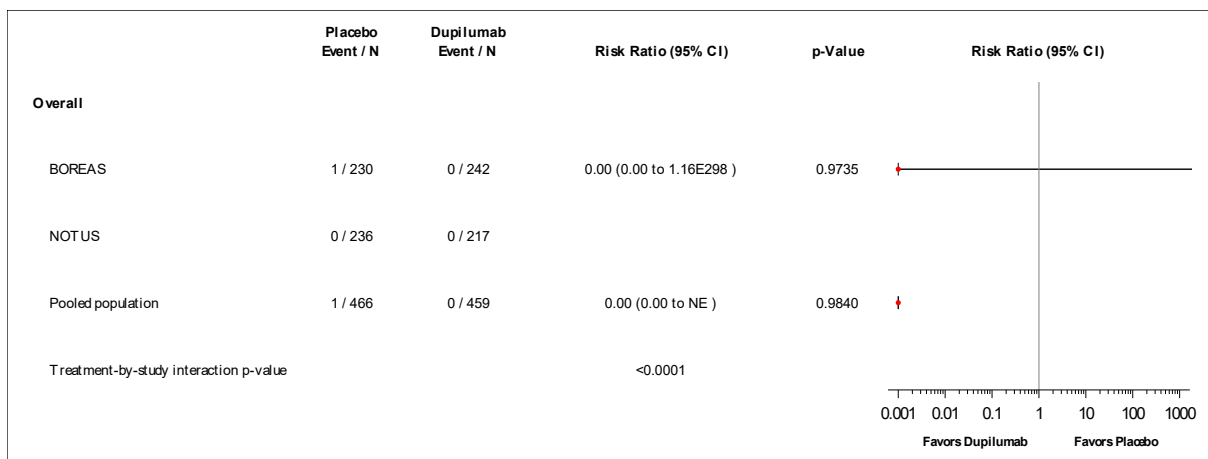 Placebo Dupilumab
Event / N Event / N Risk Ratio (95% CI) p-Value Risk Ratio (95% CI)
Overall
BOREAS 1 / 230 0 / 242 0.00 (0.00 to 1.16E298 ) 0.9735
NOTUS 0 / 236 0 / 217
Pooled population 1 / 466 0 / 459 0.00 (0.00 to NE ) 0.9840
Treatment-by-study interaction p-value <0.0001
0.001 0.01 0.1 1 10 100 1000
Favors Dupilumab Favors Placebo